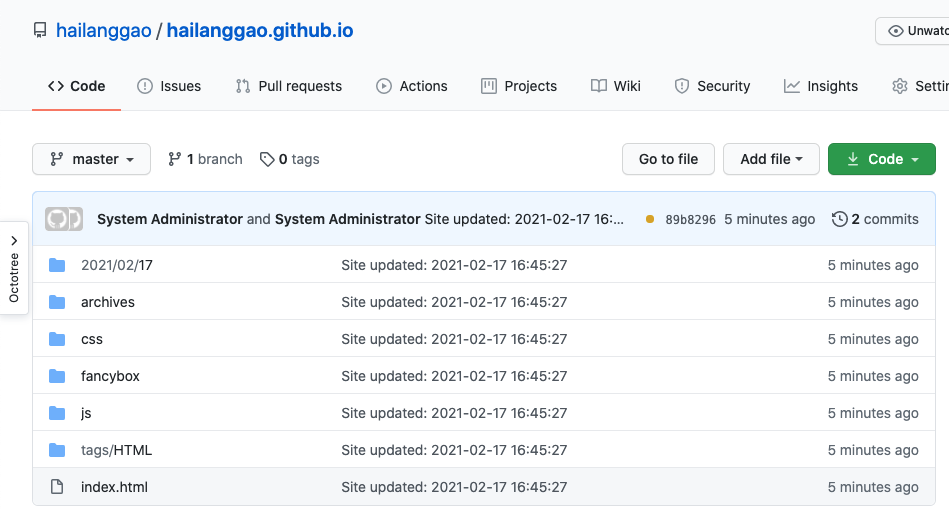 hailanggao / hailanggao.github.io
Unwatc
Code Issues Pull requests Actions Projects Wiki Security Insights Settin
master 1 branch 0 tags Go to file Add file Code
System Administrator and System Administrator Site updated: 2021-02-17 16:... 89b8296 5 minutes ago 2 commits
Octotree
2021/02/17 Site updated: 2021-02-17 16:45:27 5 minutes ago
archives Site updated: 2021-02-17 16:45:27 5 minutes ago
css Site updated: 2021-02-17 16:45:27 5 minutes ago
fancybox Site updated: 2021-02-17 16:45:27 5 minutes ago
js Site updated: 2021-02-17 16:45:27 5 minutes ago
tags/HTML Site updated: 2021-02-17 16:45:27 5 minutes ago
index.html Site updated: 2021-02-17 16:45:27 5 minutes ago